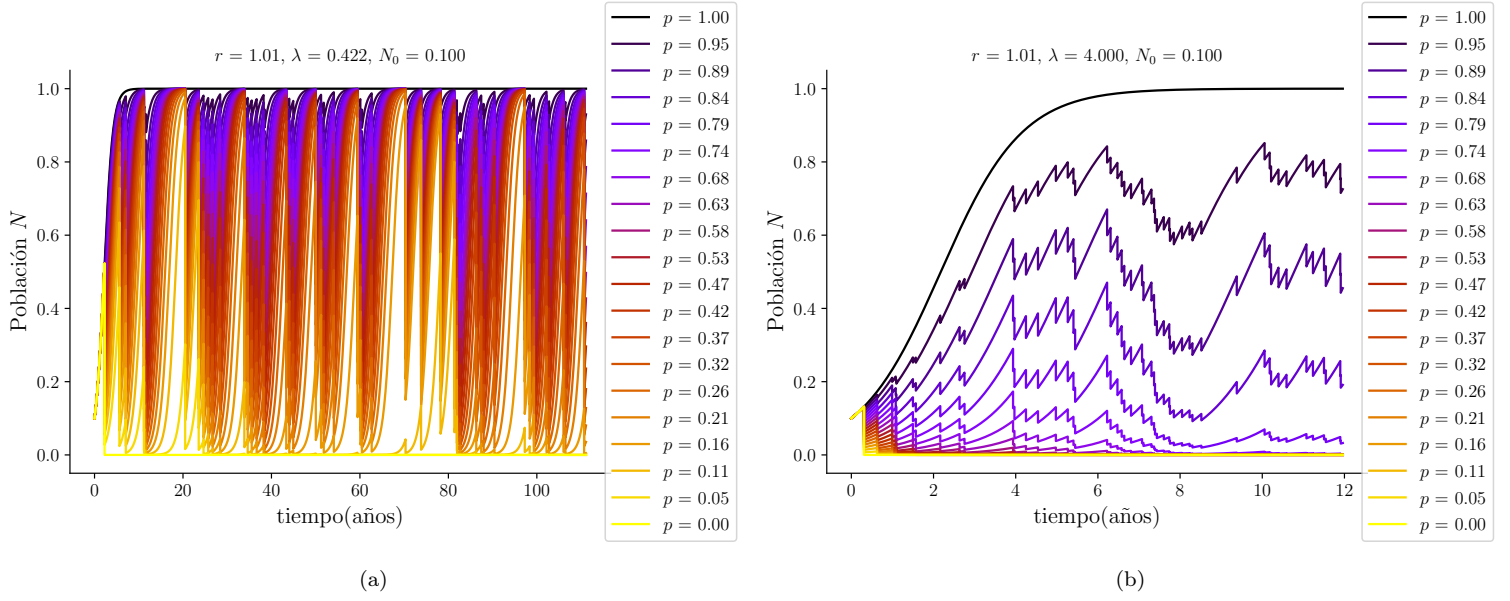 r = 1.01, λ = 0.422, N₀ = 0.100
Población N
1.0
0.8
0.6
0.4
0.2
0.0
0 20 40 60 80 100
tiempo(años)
p = 1.00
p = 0.95
p = 0.89
p = 0.84
p = 0.79
p = 0.74
p = 0.68
p = 0.63
p = 0.58
p = 0.53
p = 0.47
p = 0.42
p = 0.37
p = 0.32
p = 0.26
p = 0.21
p = 0.16
p = 0.11
p = 0.05
p = 0.00
(a)
r = 1.01, λ = 4.000, N₀ = 0.100
Población N
1.0
0.8
0.6
0.4
0.2
0.0
0 2 4 6 8 10 12
tiempo(años)
p = 1.00
p = 0.95
p = 0.89
p = 0.84
p = 0.79
p = 0.74
p = 0.68
p = 0.63
p = 0.58
p = 0.53
p = 0.47
p = 0.42
p = 0.37
p = 0.32
p = 0.26
p = 0.21
p = 0.16
p = 0.11
p = 0.05
p = 0.00
(b)